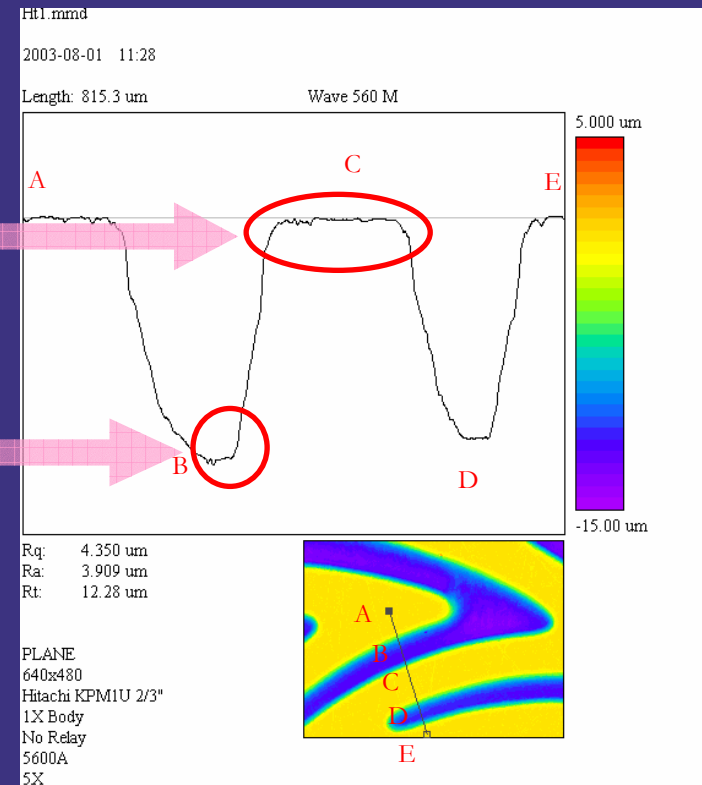 Ht1.mmd
2003-08-01 11:28
Length: 815.3 um Wave 560 M
5.000 um
C
A
E
B
D
-15.00 um
Rq: 4.350 um
Ra: 3.909 um
Rt: 12.28 um
A
B
C
D
E
PLANE
640x480
Hitachi KPM1U 2/3"
1X Body
No Relay
5600A
5X